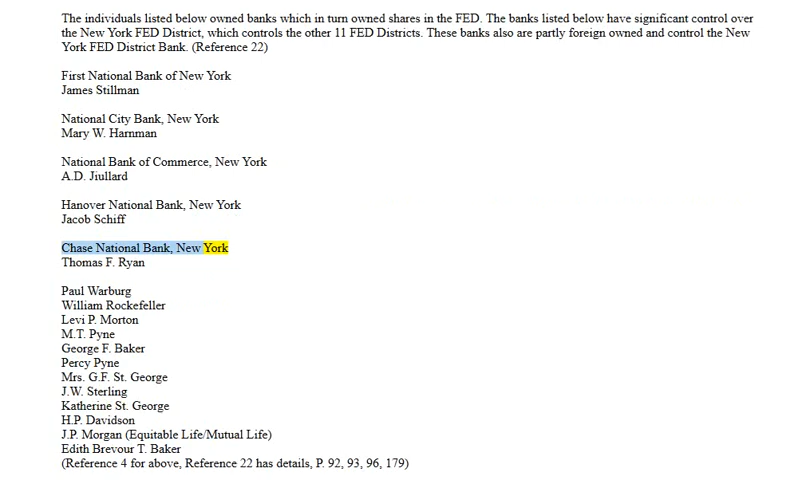 The individuals listed below owned banks which in turn owned shares in the FED. The banks listed below have significant control over
the New York FED District, which controls the other 11 FED Districts. These banks also are partly foreign owned and control the New
York FED District Bank. (Reference 22)
First National Bank of New York
James Stillman
National City Bank, New York
Mary W. Harnman
National Bank of Commerce, New York
A.D. Jiullard
Hanover National Bank, New York
Jacob Schiff
Chase National Bank, New York
Thomas F. Ryan
Paul Warburg
William Rockefeller
Levi P. Morton
M.T. Pyne
George F. Baker
Percy Pyne
Mrs. G.F. St. George
J.W. Sterling
Katherine St. George
H.P. Davidson
J.P. Morgan (Equitable Life/Mutual Life)
Edith Brevour T. Baker
(Reference 4 for above, Reference 22 has details, P. 92, 93, 96, 179)